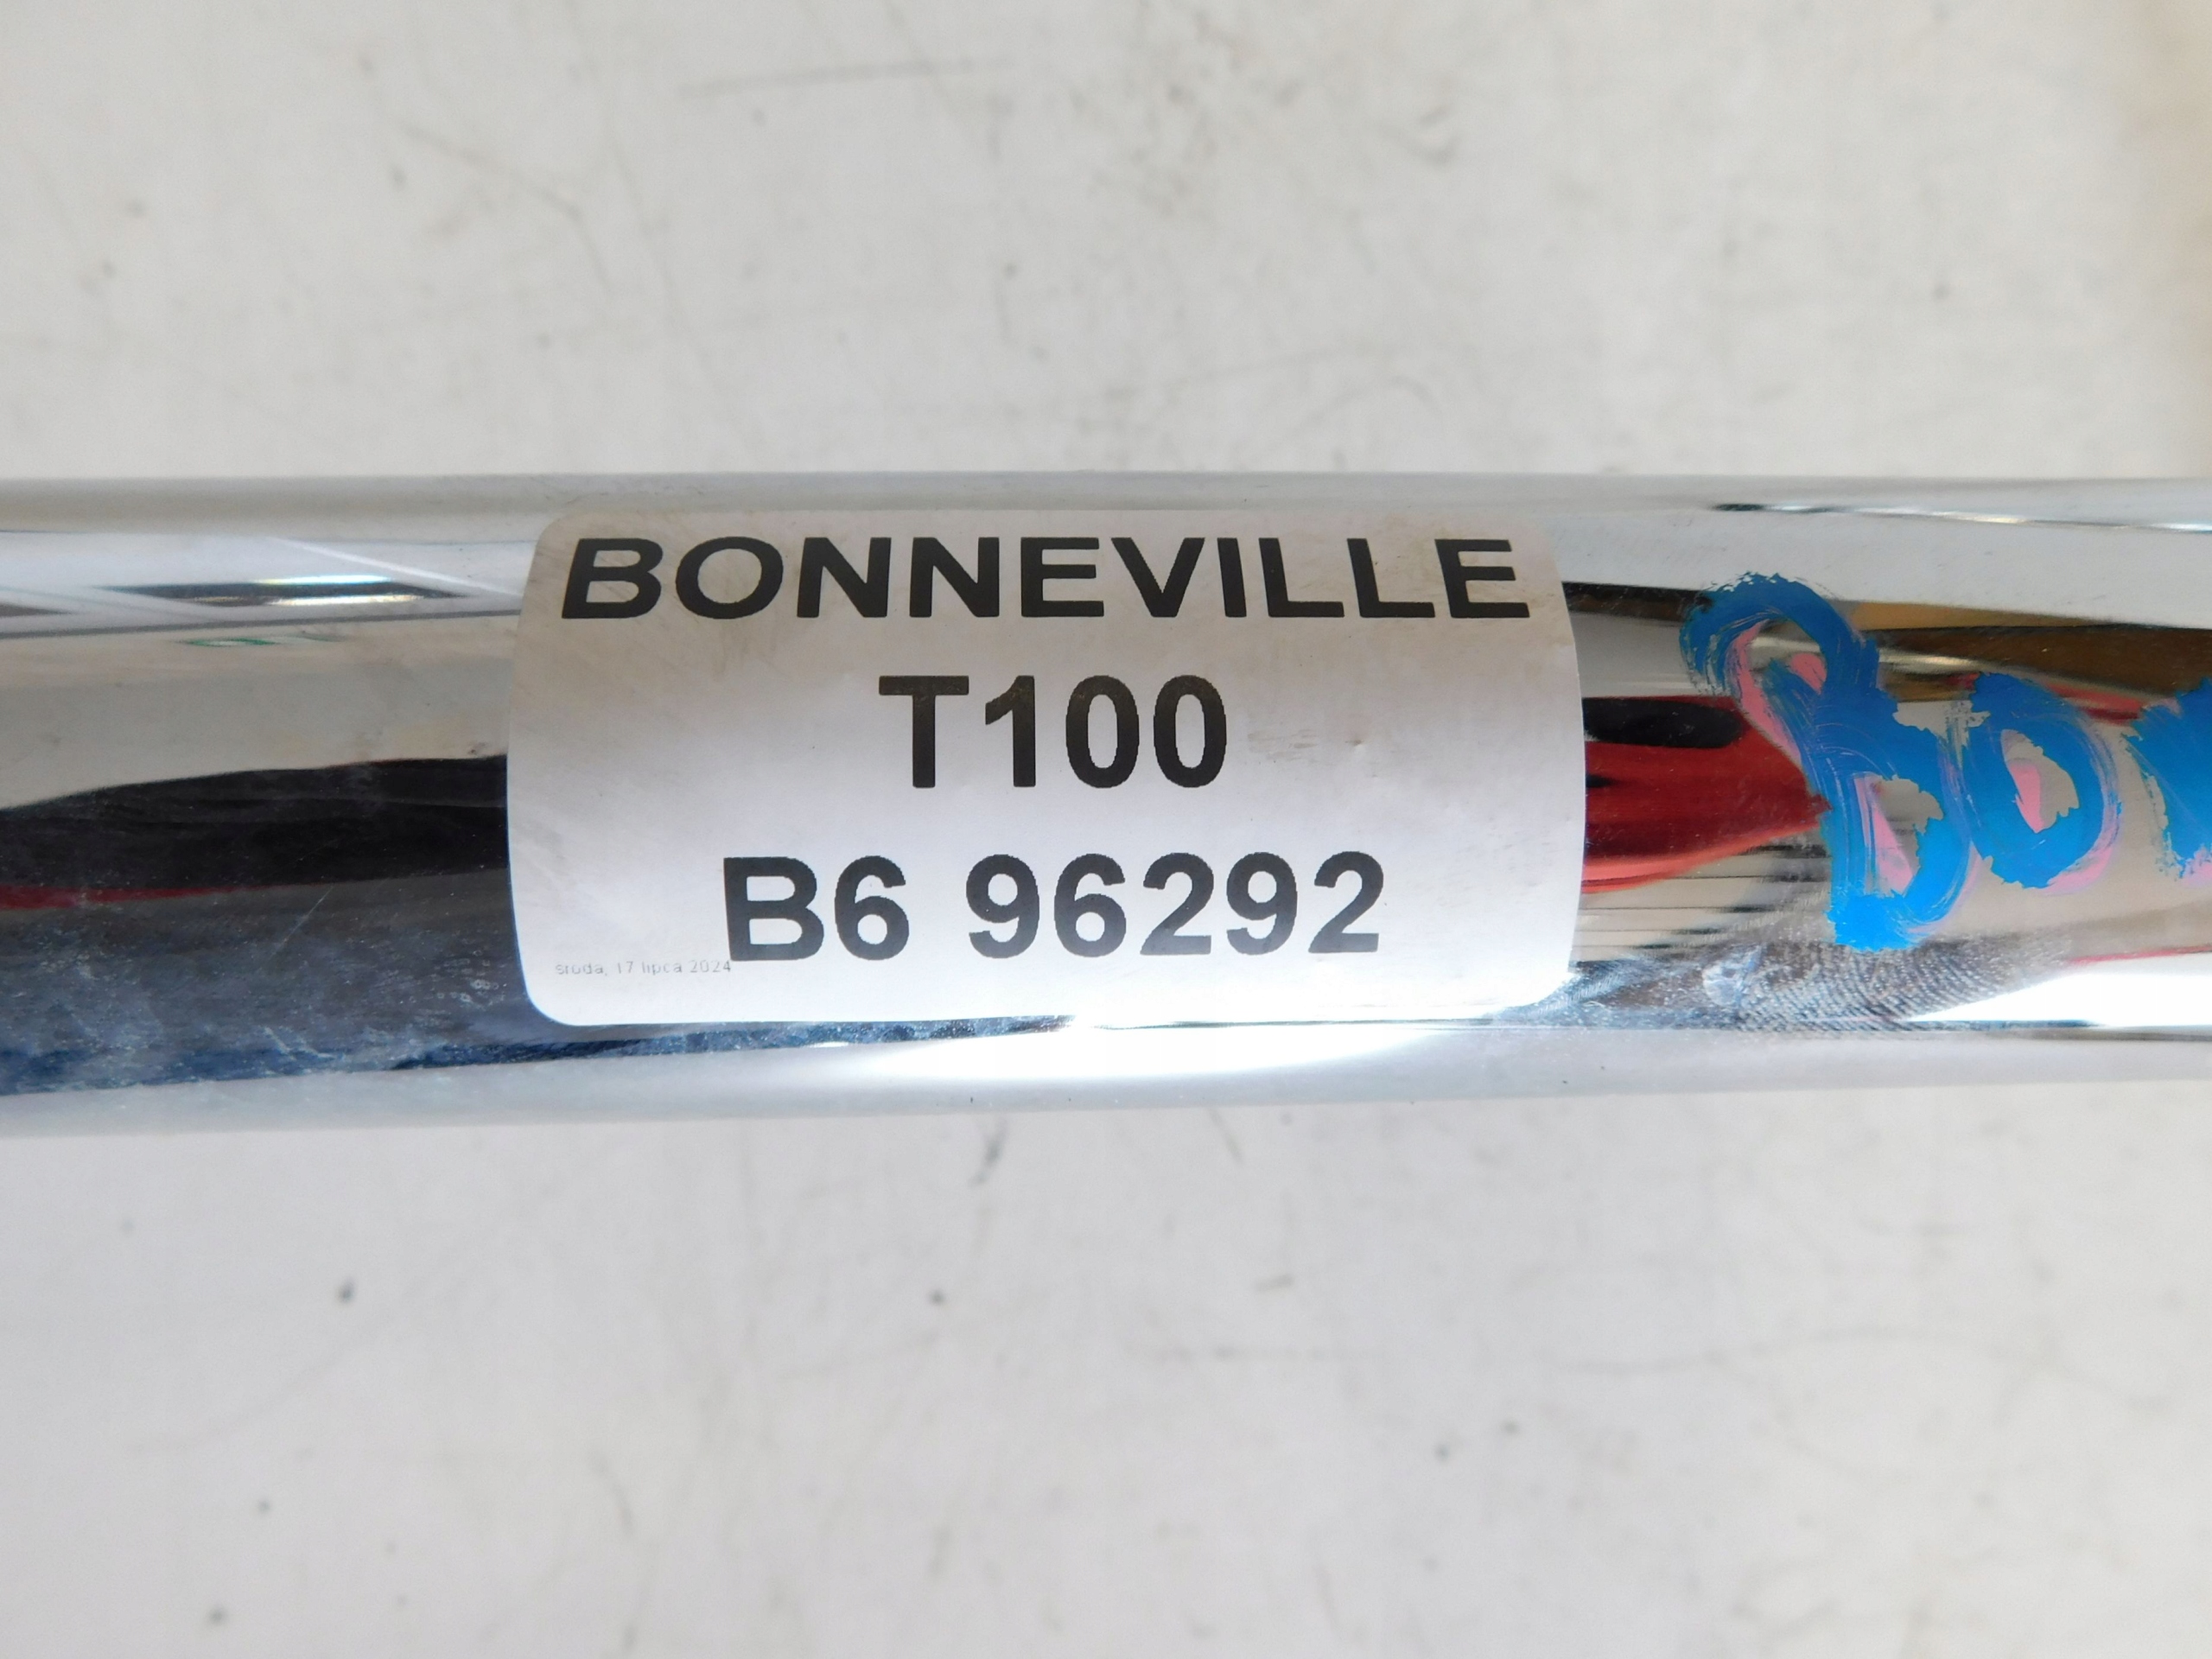 BONNEVILLE
T100
B6 96292
środa, 17 lipca 2024